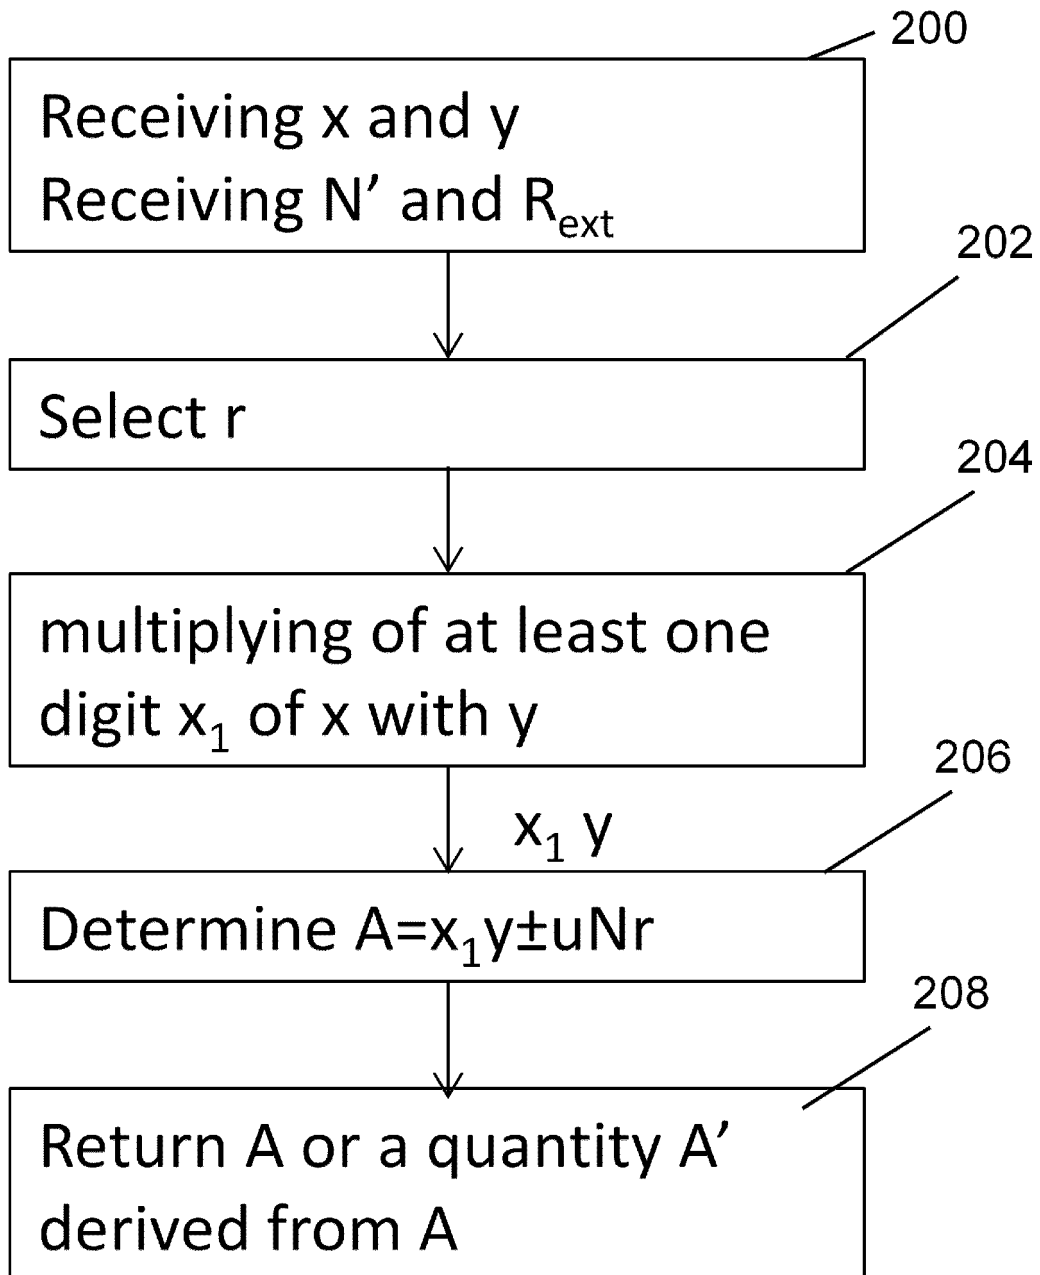 200
Receiving x and y
Receiving N’ and Rext
202
Select r
204
multiplying of at least one
digit x1 of x with y
206
x1 y
Determine A=x1y±uNr
208
Return A or a quantity A’
derived from A